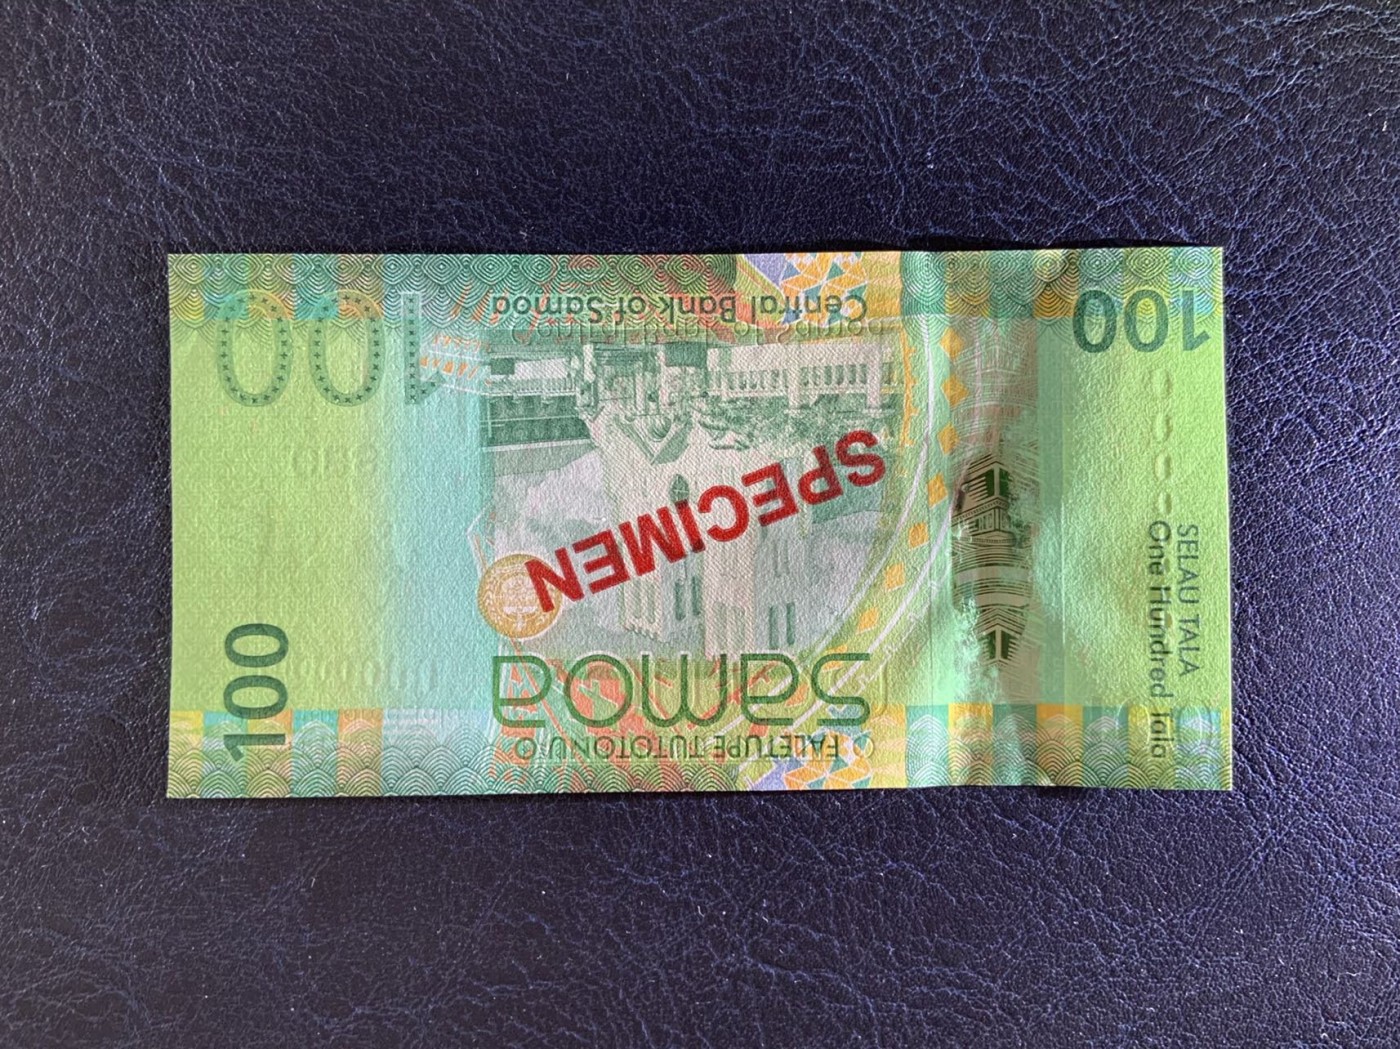 FALETUPE TUTOTONU O
Samoa
100
SELAU TALA
One Hundred Tala
SPECIMEN
100
Central Bank of Samoa
100